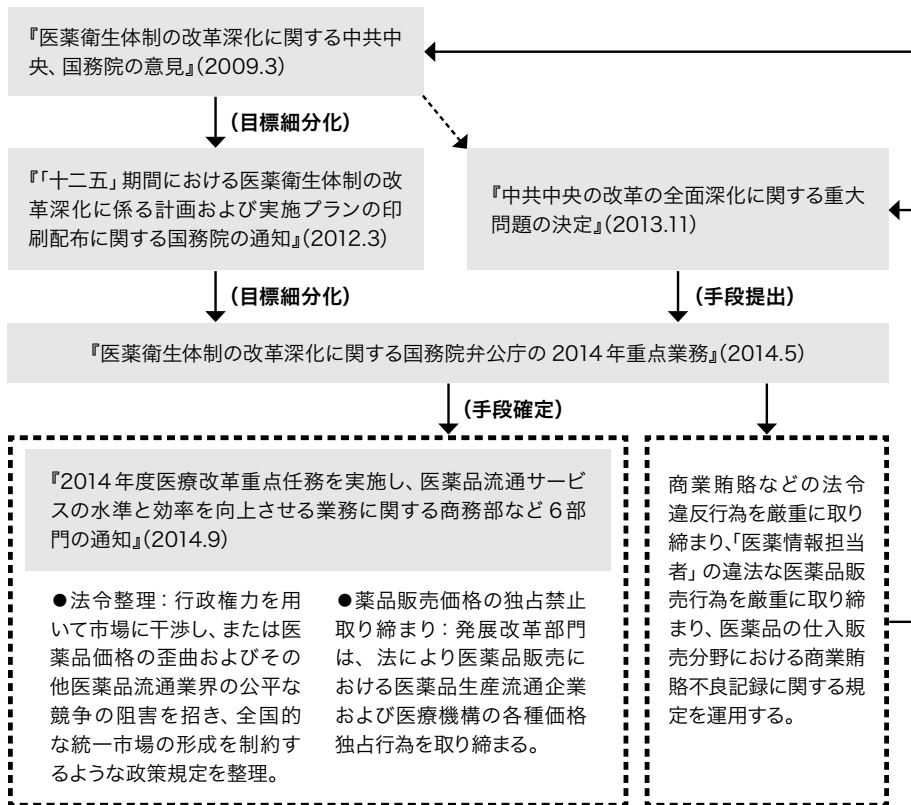 『医薬衛生体制の改革深化に関する中共中
央、国務院の意見』(2009.3)
(目標細分化)
『「十二五」期間における医薬衛生体制の改
革深化に係る計画および実施プランの印
刷配布に関する国務院の通知』(2012.3)
『中共中央の改革の全面深化に関する重大
問題の決定』(2013.11)
(目標細分化)
(手段提出)
『医薬衛生体制の改革深化に関する国務院弁公庁の 2014 年重点業務』(2014.5)
(手段確定)
『2014 年度医療改革重点任務を実施し、医薬品流通サービ
スの水準と効率を向上させる業務に関する商務部など 6 部
門の通知』(2014.9)
●法令整理：行政権力を用
いて市場に干渉し、または医
薬品価格の歪曲およびその
他医薬品流通業界の公平な
競争の阻害を招き、全国的
な統一市場の形成を制約す
るような政策規定を整理。
●薬品販売価格の独占禁止
取り締まり：発展改革部門
は、法により医薬品販売に
おける医薬品生産流通企業
および医療機構の各種価格
独占行為を取り締まる。
商業賄賂などの法令
違反行為を厳重に取り
締まり、「医薬情報担当
者」の違法な医薬品販
売行為を厳重に取り締
まり、医薬品の仕入販
売分野における商業賄
賂不良記録に関する規
定を運用する。